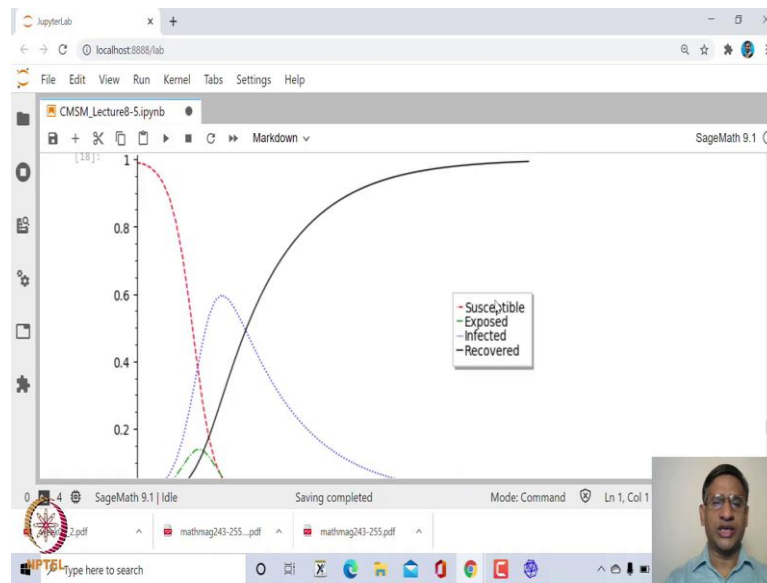 JupyterLab
localhost:8888/lab
File Edit View Run Kernel Tabs Settings Help
CMSM_Lecture8-5.ipynb
Markdown
SageMath 9.1
[18]:
1
0.8
0.6
0.4
0.2
Susceptible
Exposed
Infected
Recovered
0 4 SageMath 9.1 | Idle Saving completed Mode: Command Ln 1, Col 1
2.pdf mathmag243-255....pdf mathmag243-255.pdf
NPTEL
Type here to search